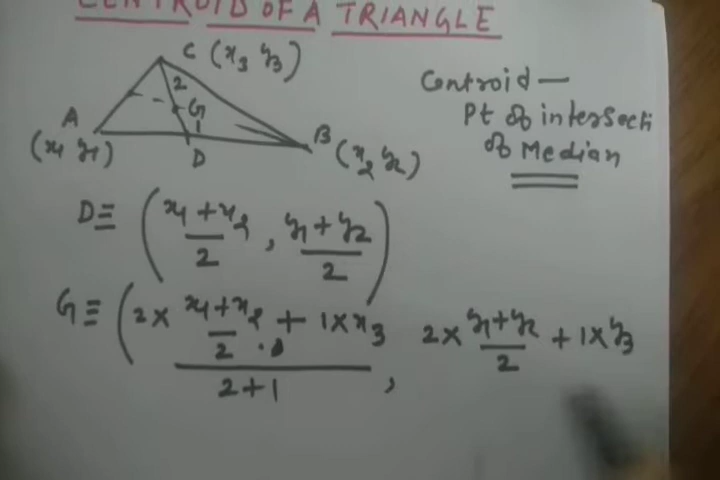 CENTROID OF A TRIANGLE
C (x3 y3)
2
G
1
A
(x1 y1)
D
B
(x2 y2)
Centroid —
Pt of intersecti
of Median
D ≡ ( x1 + x2 / 2 , y1 + y2 / 2 )
G ≡ ( 2 × x1 + x2 / 2 + 1 × x3 / 2 + 1 , 2 × y1 + y2 / 2 + 1 × y3